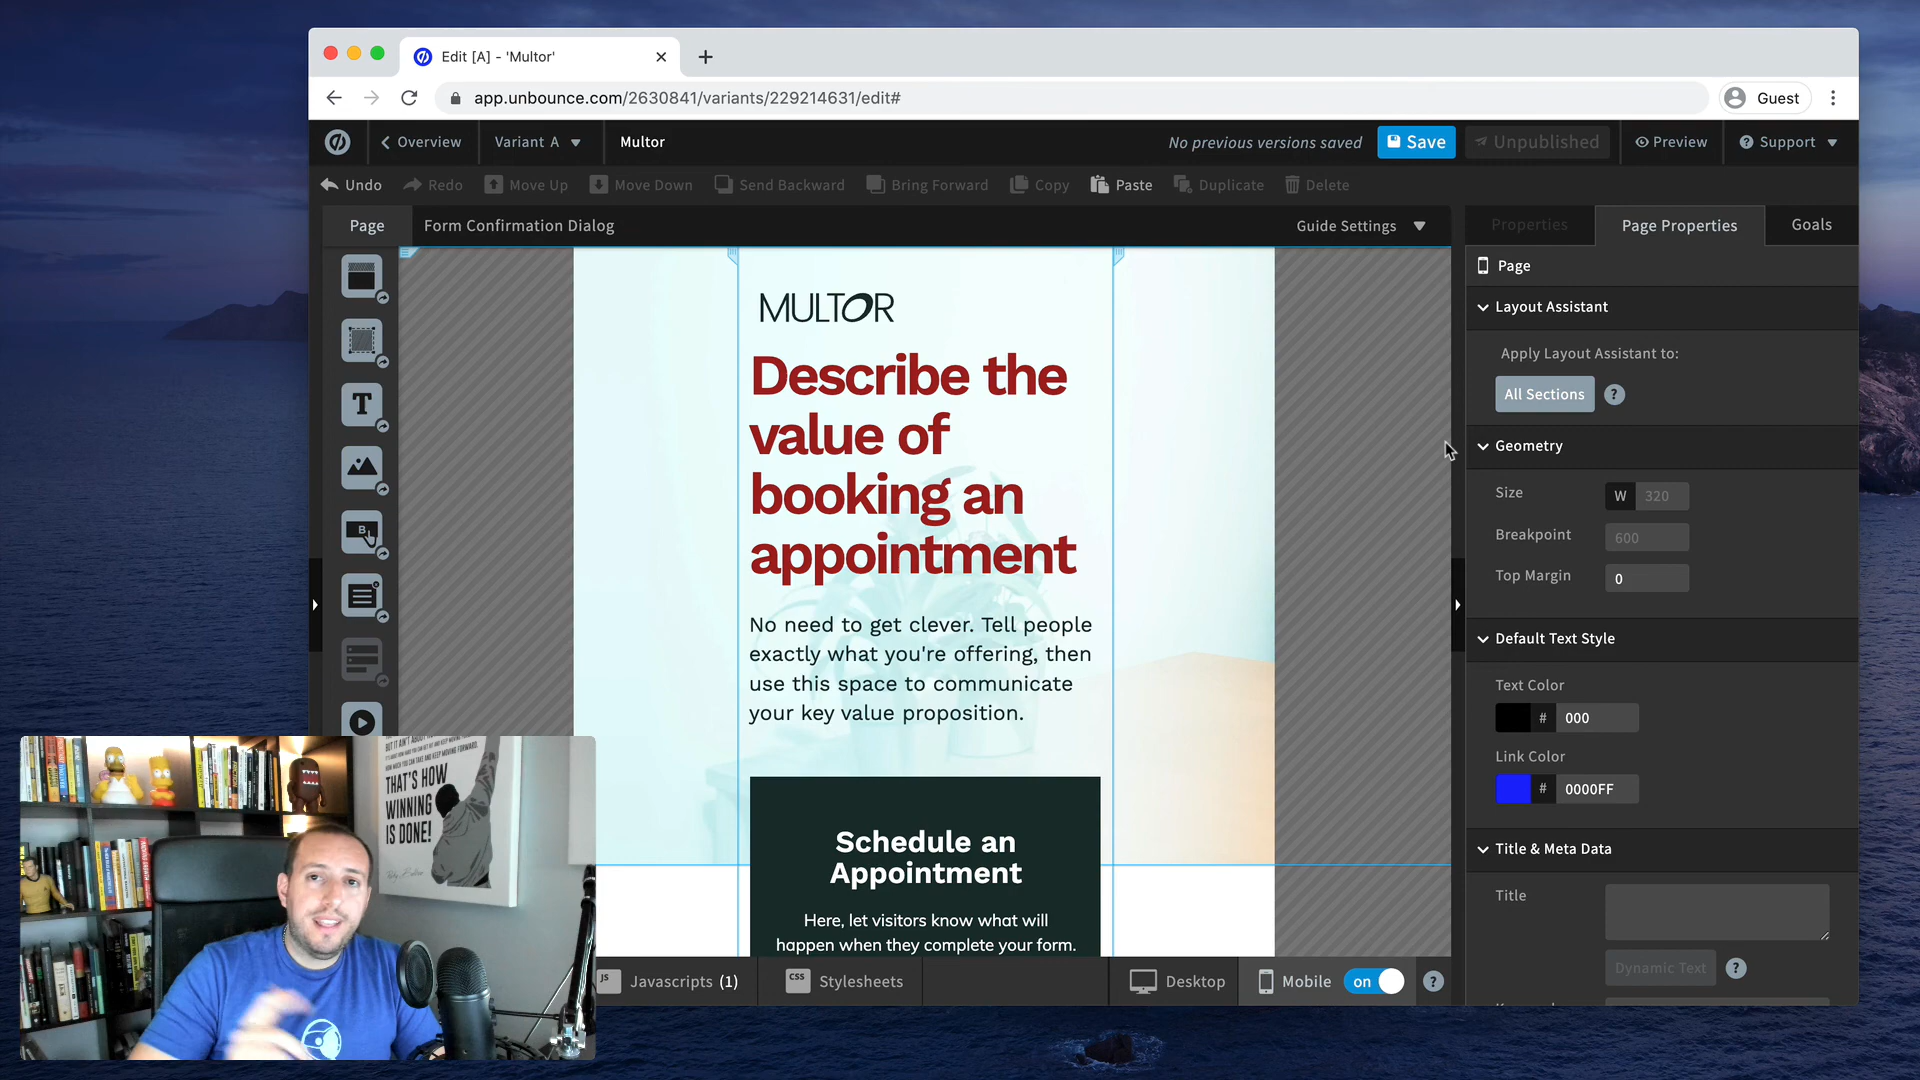 Edit [A] - 'Multor'
app.unbounce.com/2630841/variants/229214631/edit#
Guest
Overview
Variant A
Multor
No previous versions saved
Save
Unpublished
Preview
Support
Undo
Redo
Move Up
Move Down
Send Backward
Bring Forward
Copy
Paste
Duplicate
Delete
Page
Form Confirmation Dialog
Guide Settings
Properties
Page Properties
Goals
MULTOR
Describe the
value of
booking an
appointment
No need to get clever. Tell people
exactly what you're offering, then
use this space to communicate
your key value proposition.
Schedule an
Appointment
Here, let visitors know what will
happen when they complete your form.
Page
Layout Assistant
Apply Layout Assistant to:
All Sections
?
Geometry
Size
W 320
Breakpoint
600
Top Margin
0
Default Text Style
Text Color
# 000
Link Color
# 0000FF
Title & Meta Data
Title
Dynamic Text
?
T
B
THAT'S HOW
WINNING
IS DONE!
JS
Javascripts (1)
CSS
Stylesheets
Desktop
Mobile
on
?